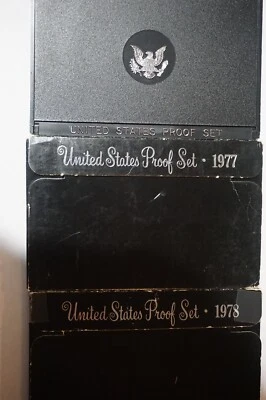 UNITED STATES PROOF SET
United States Proof Set • 1977
United States Proof Set • 1978